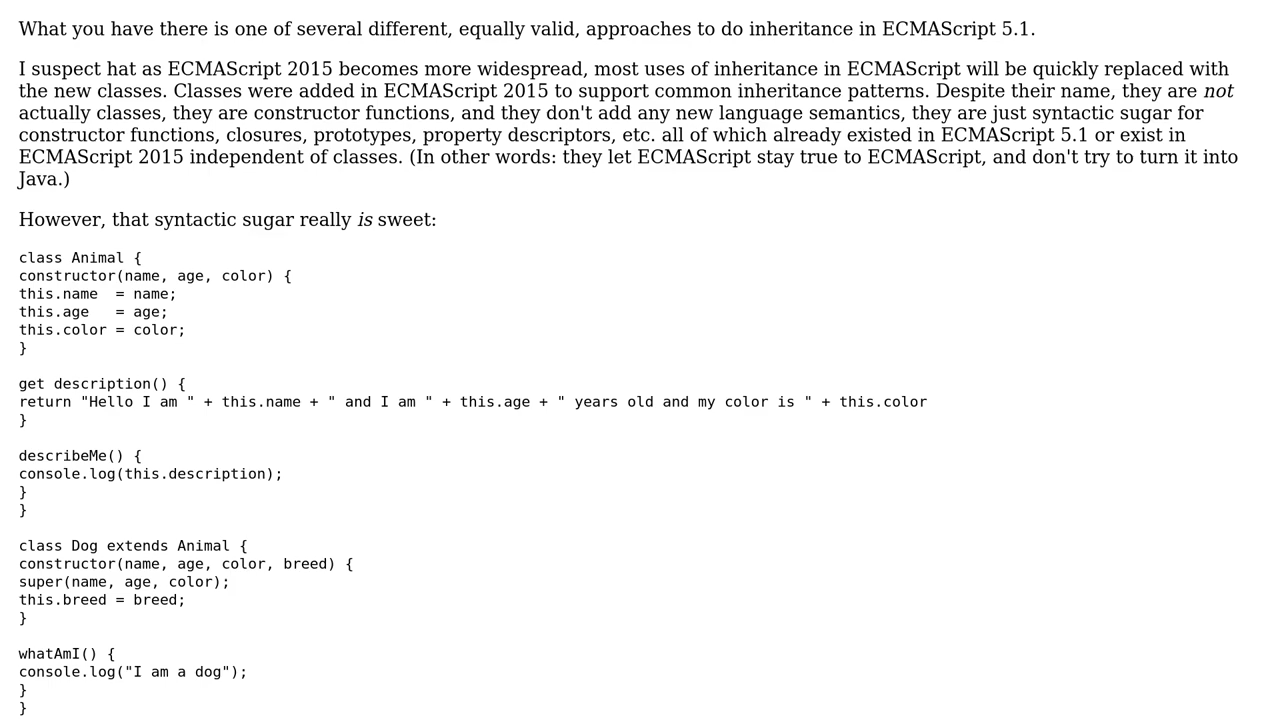 What you have there is one of several different, equally valid, approaches to do inheritance in ECMAScript 5.1.
I suspect hat as ECMAScript 2015 becomes more widespread, most uses of inheritance in ECMAScript will be quickly replaced with
the new classes. Classes were added in ECMAScript 2015 to support common inheritance patterns. Despite their name, they are not
actually classes, they are constructor functions, and they don't add any new language semantics, they are just syntactic sugar for
constructor functions, closures, prototypes, property descriptors, etc. all of which already existed in ECMAScript 5.1 or exist in
ECMAScript 2015 independent of classes. (In other words: they let ECMAScript stay true to ECMAScript, and don't try to turn it into
Java.)
However, that syntactic sugar really is sweet:
class Animal {
constructor(name, age, color) {
this.name  = name;
this.age   = age;
this.color = color;
}
get description() {
return "Hello I am " + this.name + " and I am " + this.age + " years old and my color is " + this.color
}
describeMe() {
console.log(this.description);
}
}
class Dog extends Animal {
constructor(name, age, color, breed) {
super(name, age, color);
this.breed = breed;
}
whatAmI() {
console.log("I am a dog");
}
}